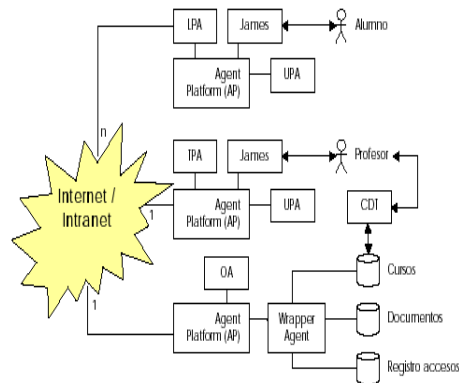 LPA
James
Alumno
Agent
Platform (AP)
UPA
n
TPA
James
Profesor
Internet /
Intranet
1
Agent
Platform (AP)
UPA
CDT
OA
Cursos
1
Agent
Platform (AP)
Wrapper
Agent
Documentos
Registro accesos